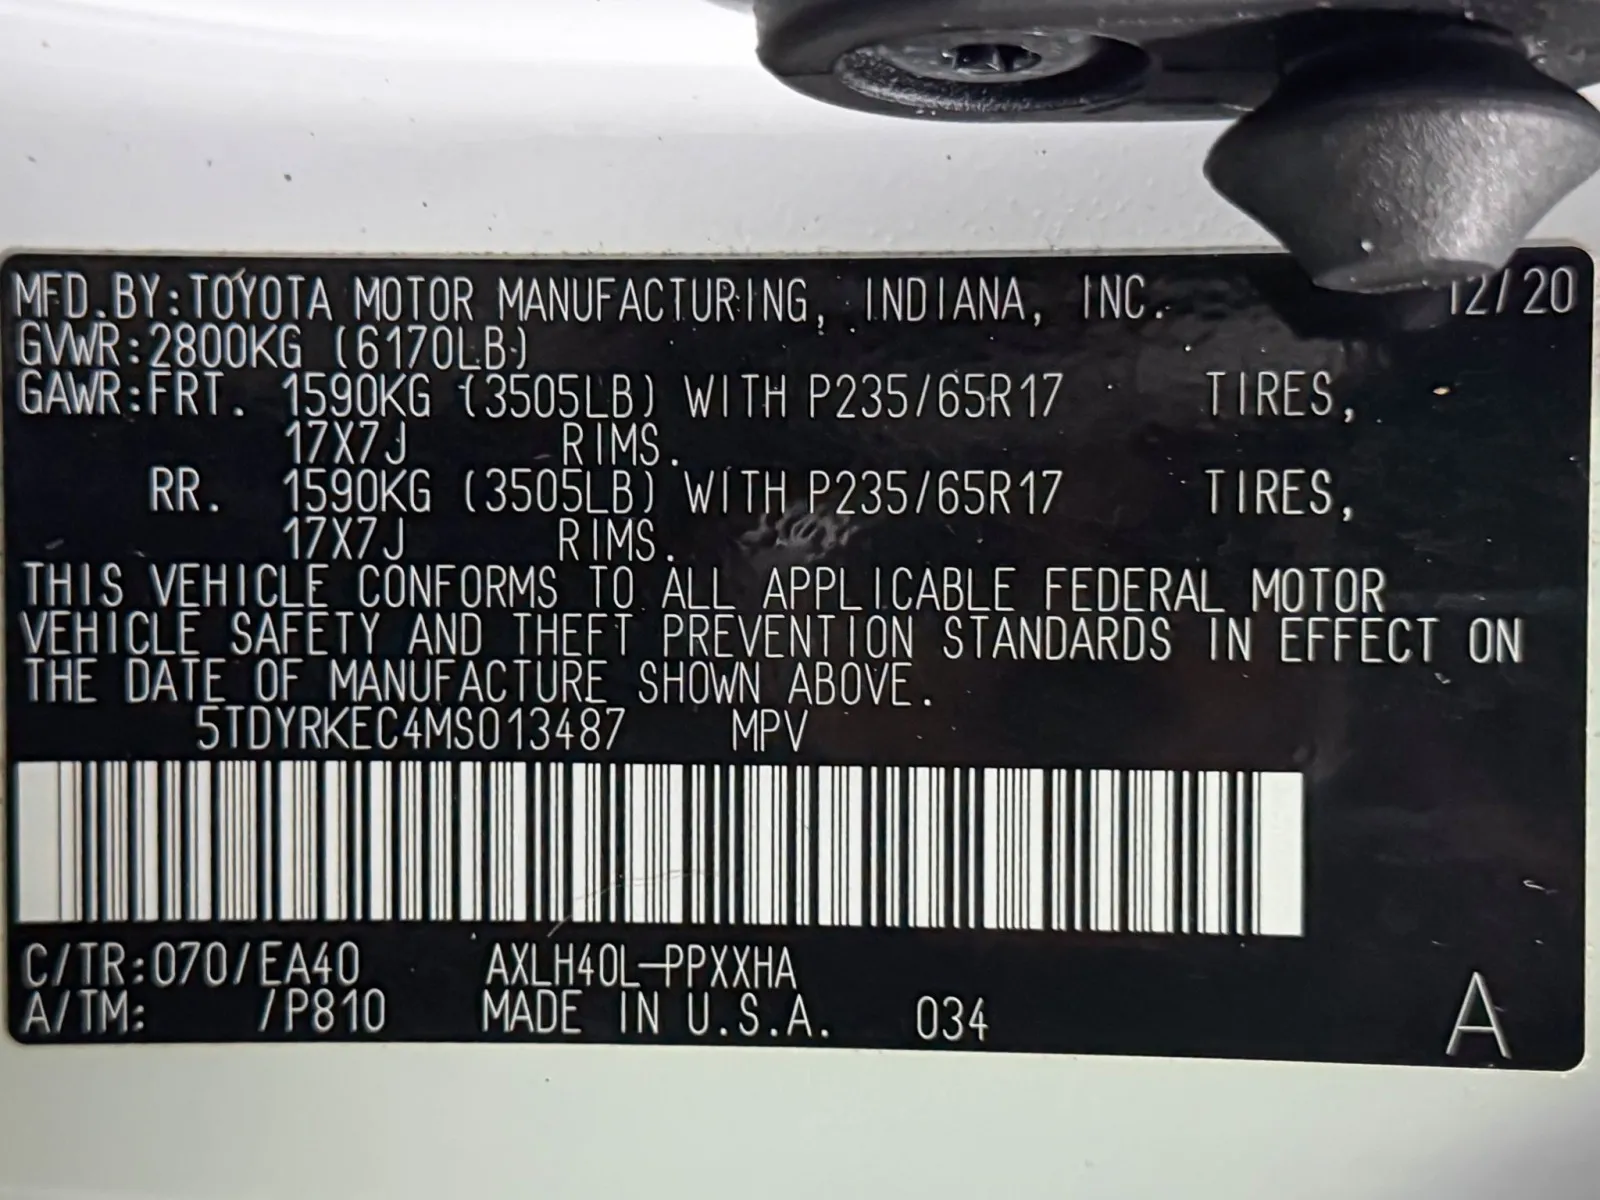 MFD.BY:TOYOTA MOTOR MANUFACTURING, INDIANA, INC. 12/20
GVWR:2800KG (6170LB)
GAWR:FRT. 1590KG (3505LB) WITH P235/65R17 TIRES,
17X7J RIMS.
RR. 1590KG (3505LB) WITH P235/65R17 TIRES,
17X7J RIMS.
THIS VEHICLE CONFORMS TO ALL APPLICABLE FEDERAL MOTOR
VEHICLE SAFETY AND THEFT PREVENTION STANDARDS IN EFFECT ON
THE DATE OF MANUFACTURE SHOWN ABOVE.
5TDYRKEC4MS013487 MPV
C/TR:070/EA40 AXLH40L-PPXXHA
A/TM: /P810 MADE IN U.S.A. 034
A